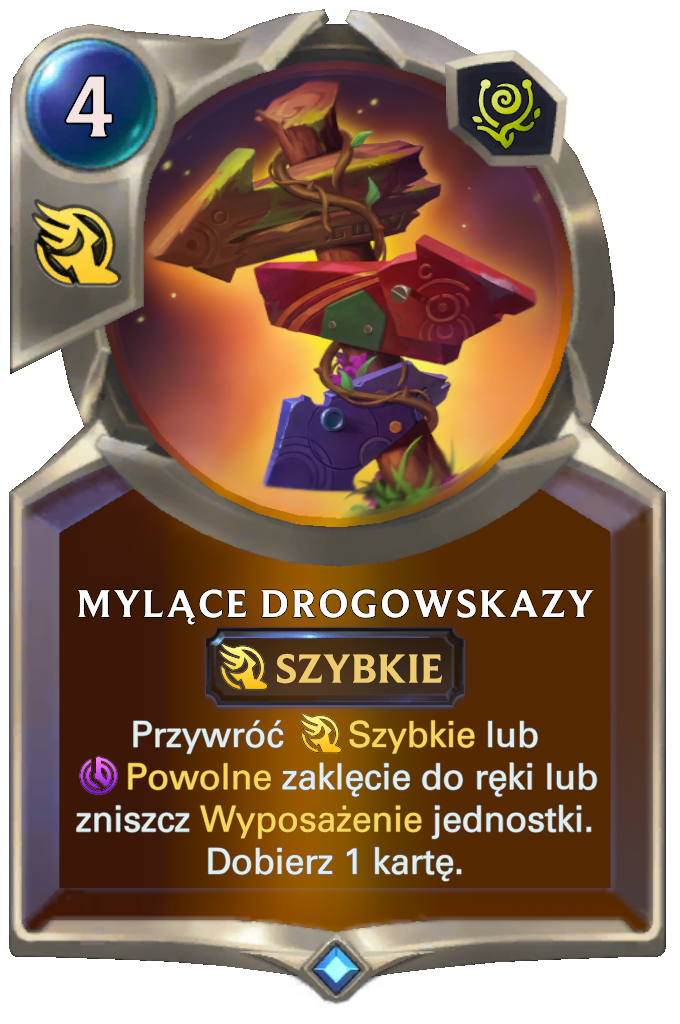 4
MYLĄCE DROGOWSKAZY
SZYBKIE
Przywróć Szybkie lub
Powolne zaklęcie do ręki lub
zniszcz Wyposażenie jednostki.
Dobierz 1 kartę.